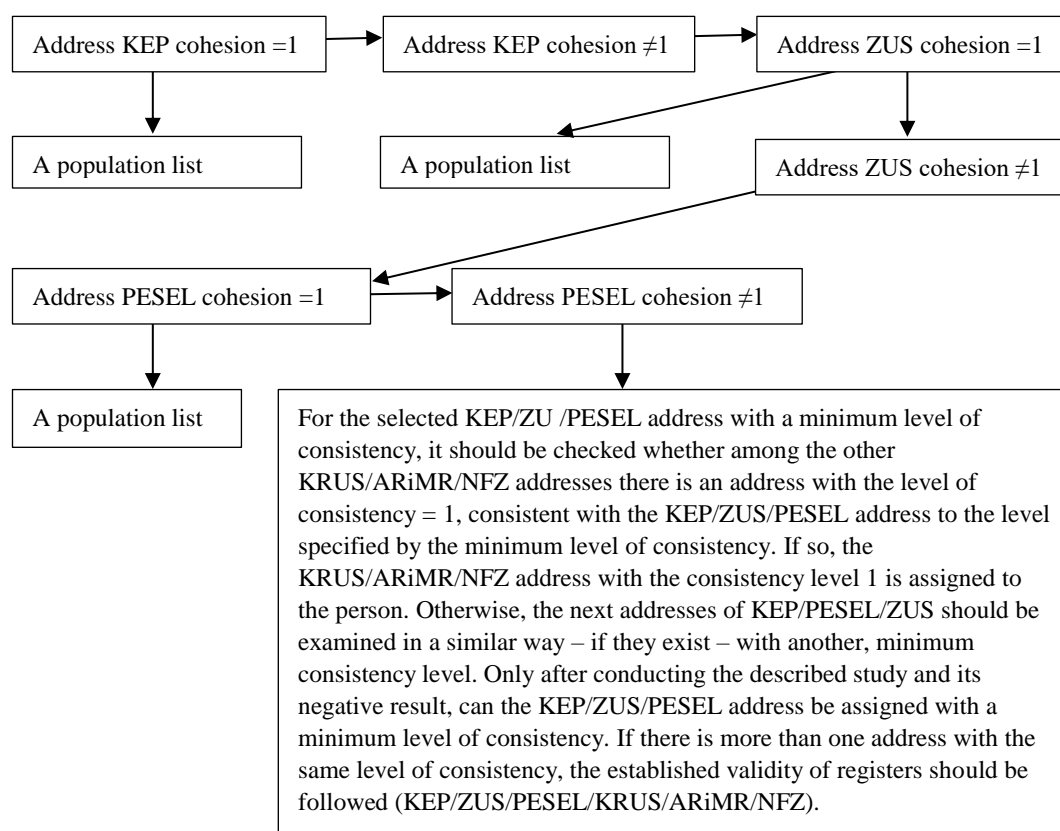 Address KEP cohesion =1
Address KEP cohesion ≠1
Address ZUS cohesion =1
A population list
A population list
Address ZUS cohesion ≠1
Address PESEL cohesion =1
Address PESEL cohesion ≠1
A population list
For the selected KEP/ZU /PESEL address with a minimum level of
consistency, it should be checked whether among the other
KRUS/ARiMR/NFZ addresses there is an address with the level of
consistency = 1, consistent with the KEP/ZUS/PESEL address to the level
specified by the minimum level of consistency. If so, the
KRUS/ARiMR/NFZ address with the consistency level 1 is assigned to
the person. Otherwise, the next addresses of KEP/PESEL/ZUS should be
examined in a similar way – if they exist – with another, minimum
consistency level. Only after conducting the described study and its
negative result, can the KEP/ZUS/PESEL address be assigned with a
minimum level of consistency. If there is more than one address with the
same level of consistency, the established validity of registers should be
followed (KEP/ZUS/PESEL/KRUS/ARiMR/NFZ).